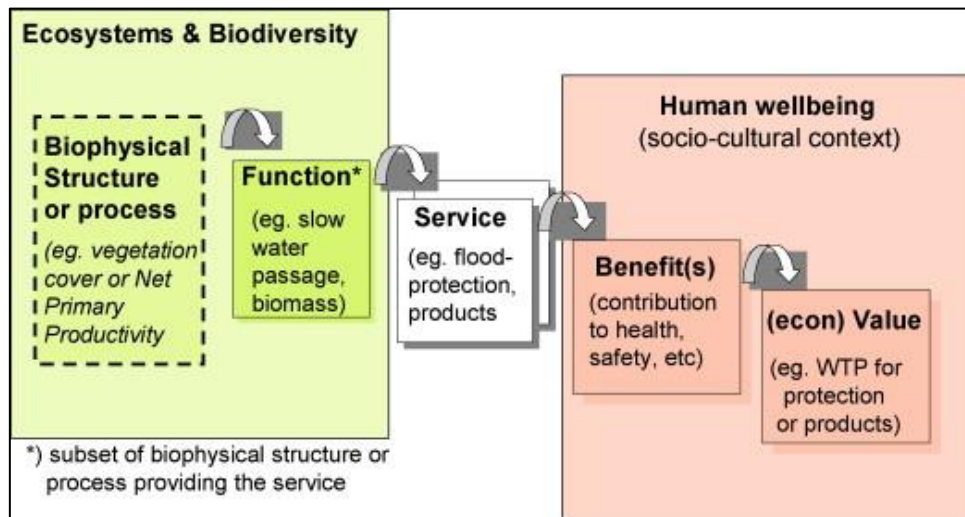 Ecosystems & Biodiversity
Biophysical
Structure
or process
(eg. vegetation
cover or Net
Primary
Productivity
Function*
(eg. slow
water
passage,
biomass)
Service
(eg. flood-
protection,
products
Human wellbeing
(socio-cultural context)
Benefit(s)
(contribution
to health,
safety, etc)
(econ) Value
(eg. WTP for
protection
or products)
*) subset of biophysical structure or
process providing the service